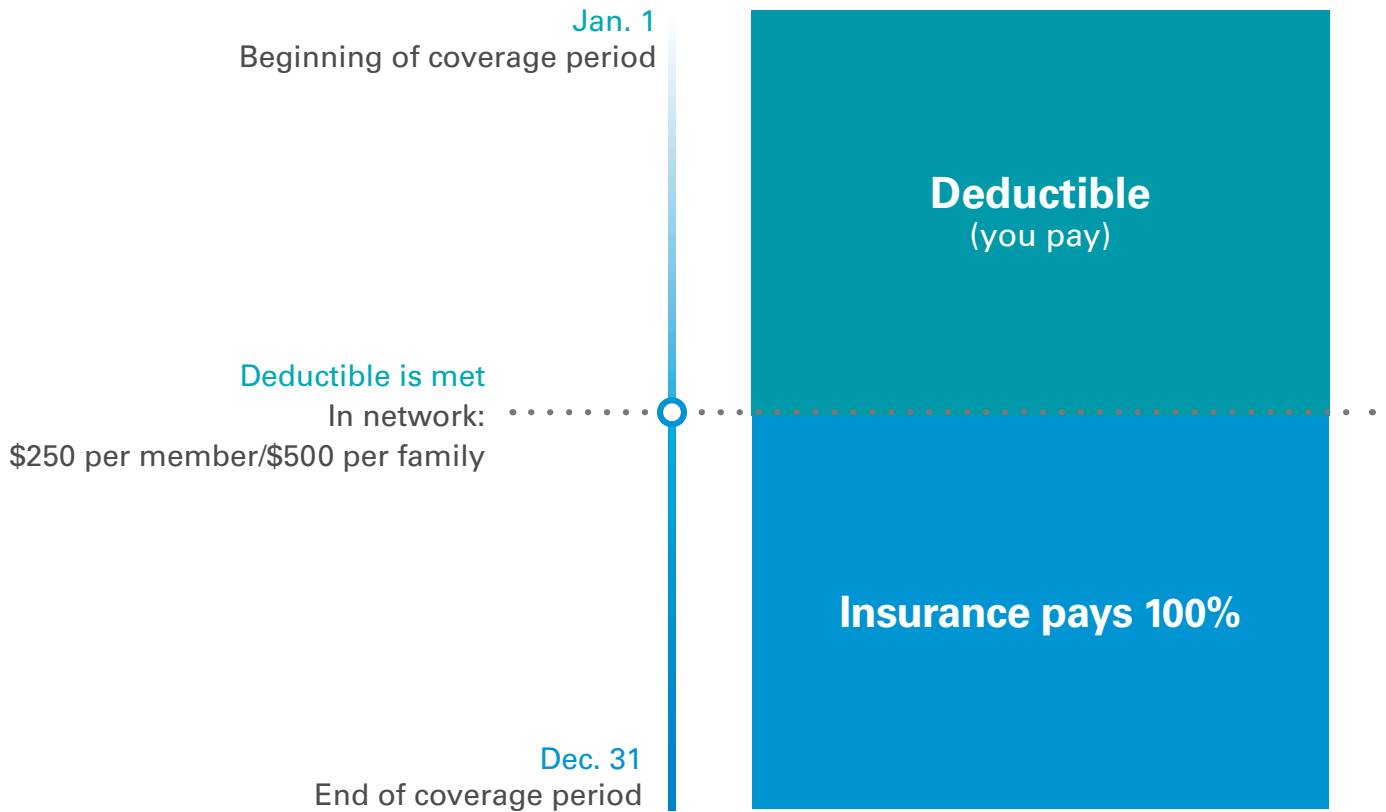 Jan. 1
Beginning of coverage period
Deductible
(you pay)
Deductible is met
In network:
$250 per member/$500 per family
Insurance pays 100%
Dec. 31
End of coverage period